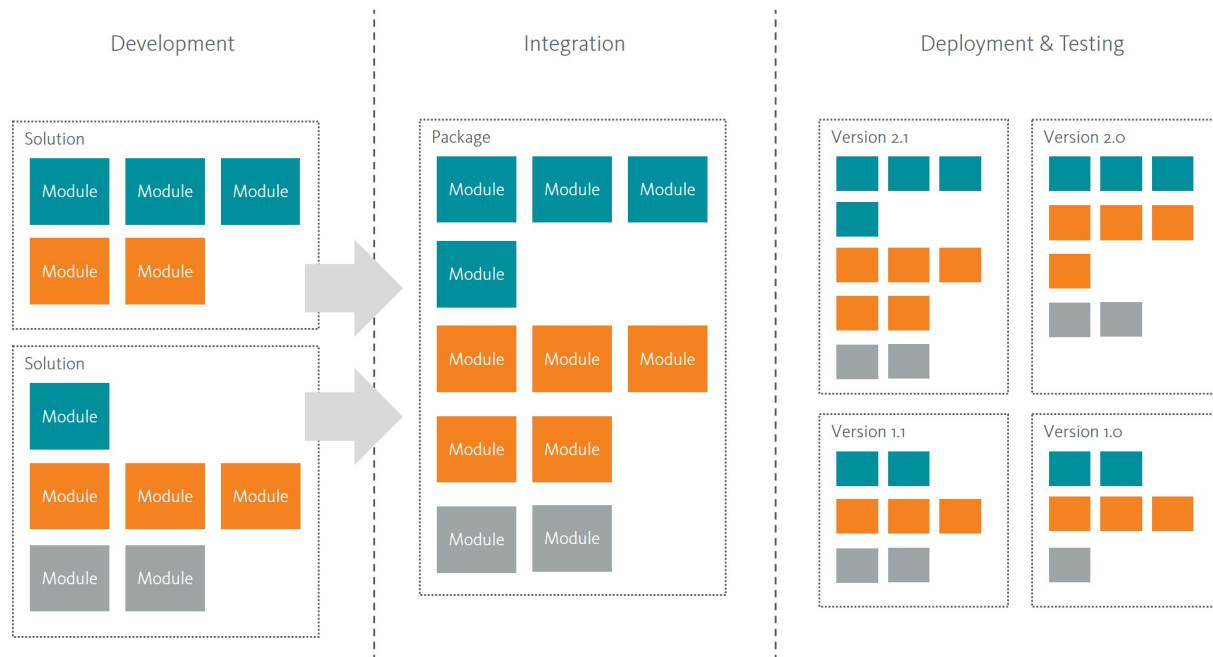 Development
Integration
Deployment & Testing
Solution
Module Module Module
Module Module
Solution
Module
Module Module Module
Module Module
Package
Module Module Module
Module
Module Module Module
Module Module
Module Module
Version 2.1
Version 2.0
Version 1.1
Version 1.0